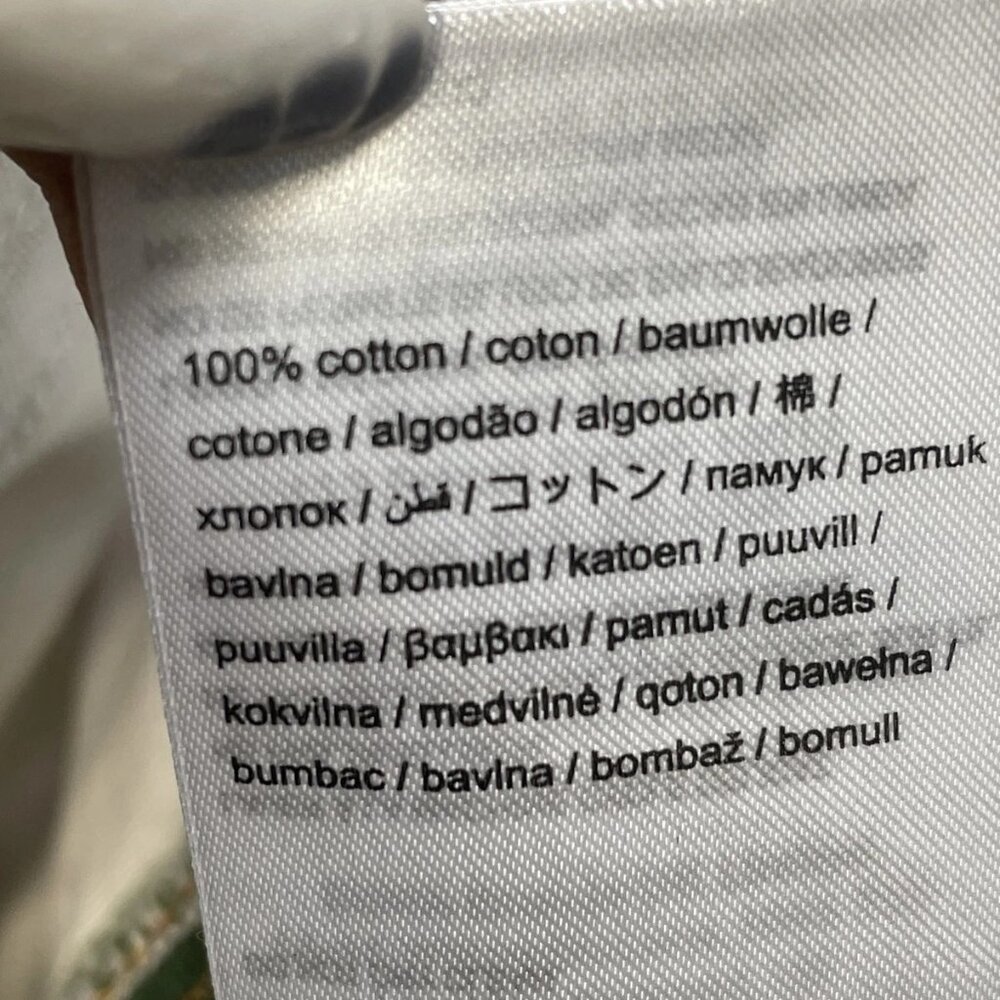 100% cotton / coton / baumwolle /
cotone / algodão / algodón / 棉 /
хлопок / قطن / コットン / памук / pamuk
bavlna / bomuld / katoen / puuvill /
puuvilla / βαμβακι / pamut / cadás /
kokvilna / medvilnė / qoton / bawełna /
bumbac / bavlna / bombaž / bomull